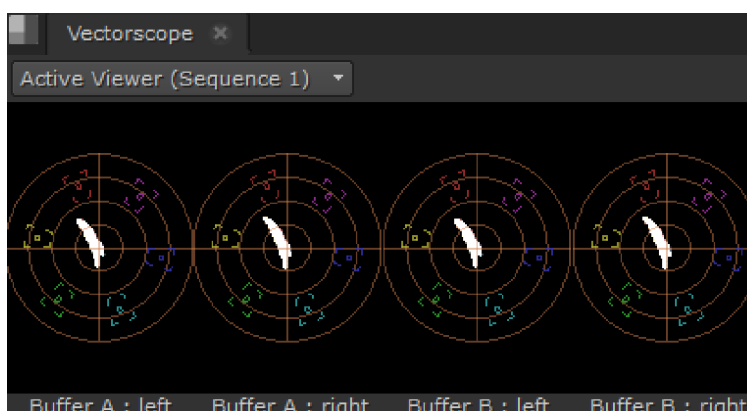 Vectorscope
Active Viewer (Sequence 1)
Buffer A : left Buffer A : right Buffer B : left Buffer B : right